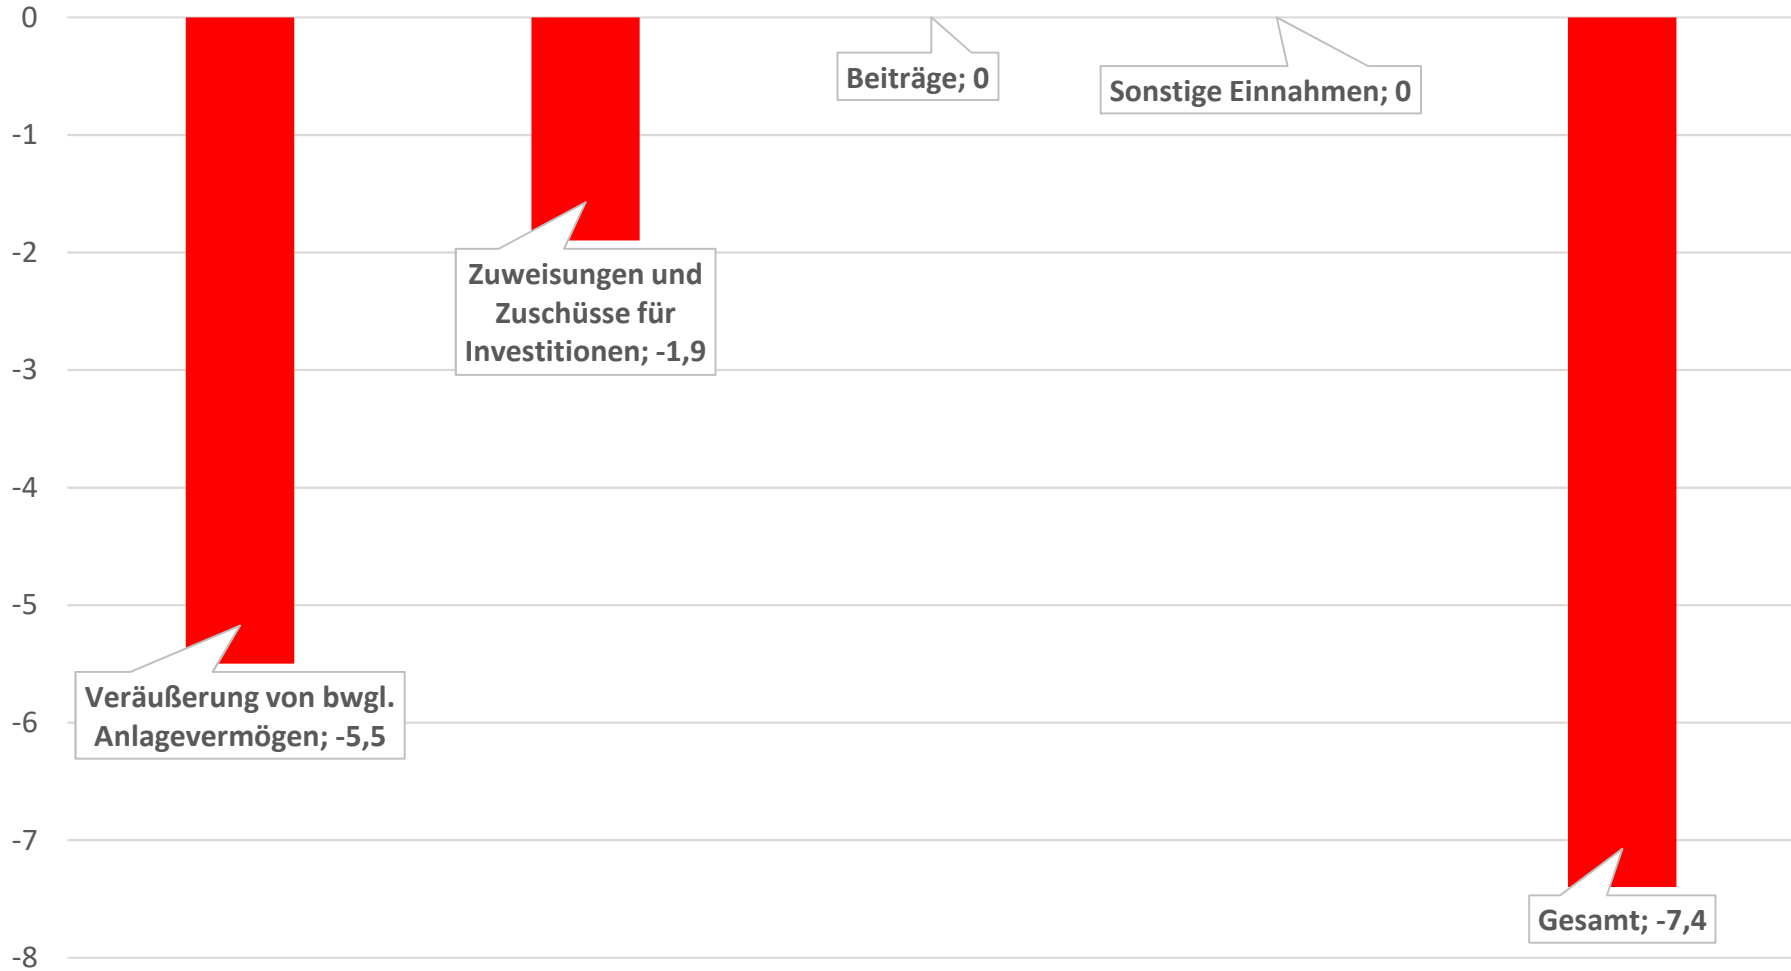 0
-1
-2
-3
-4
-5
-6
-7
-8
Veräußerung von bwgl.
Anlagevermögen; -5,5
Zuweisungen und
Zuschüsse für
Investitionen; -1,9
Beiträge; 0
Sonstige Einnahmen; 0
Gesamt; -7,4